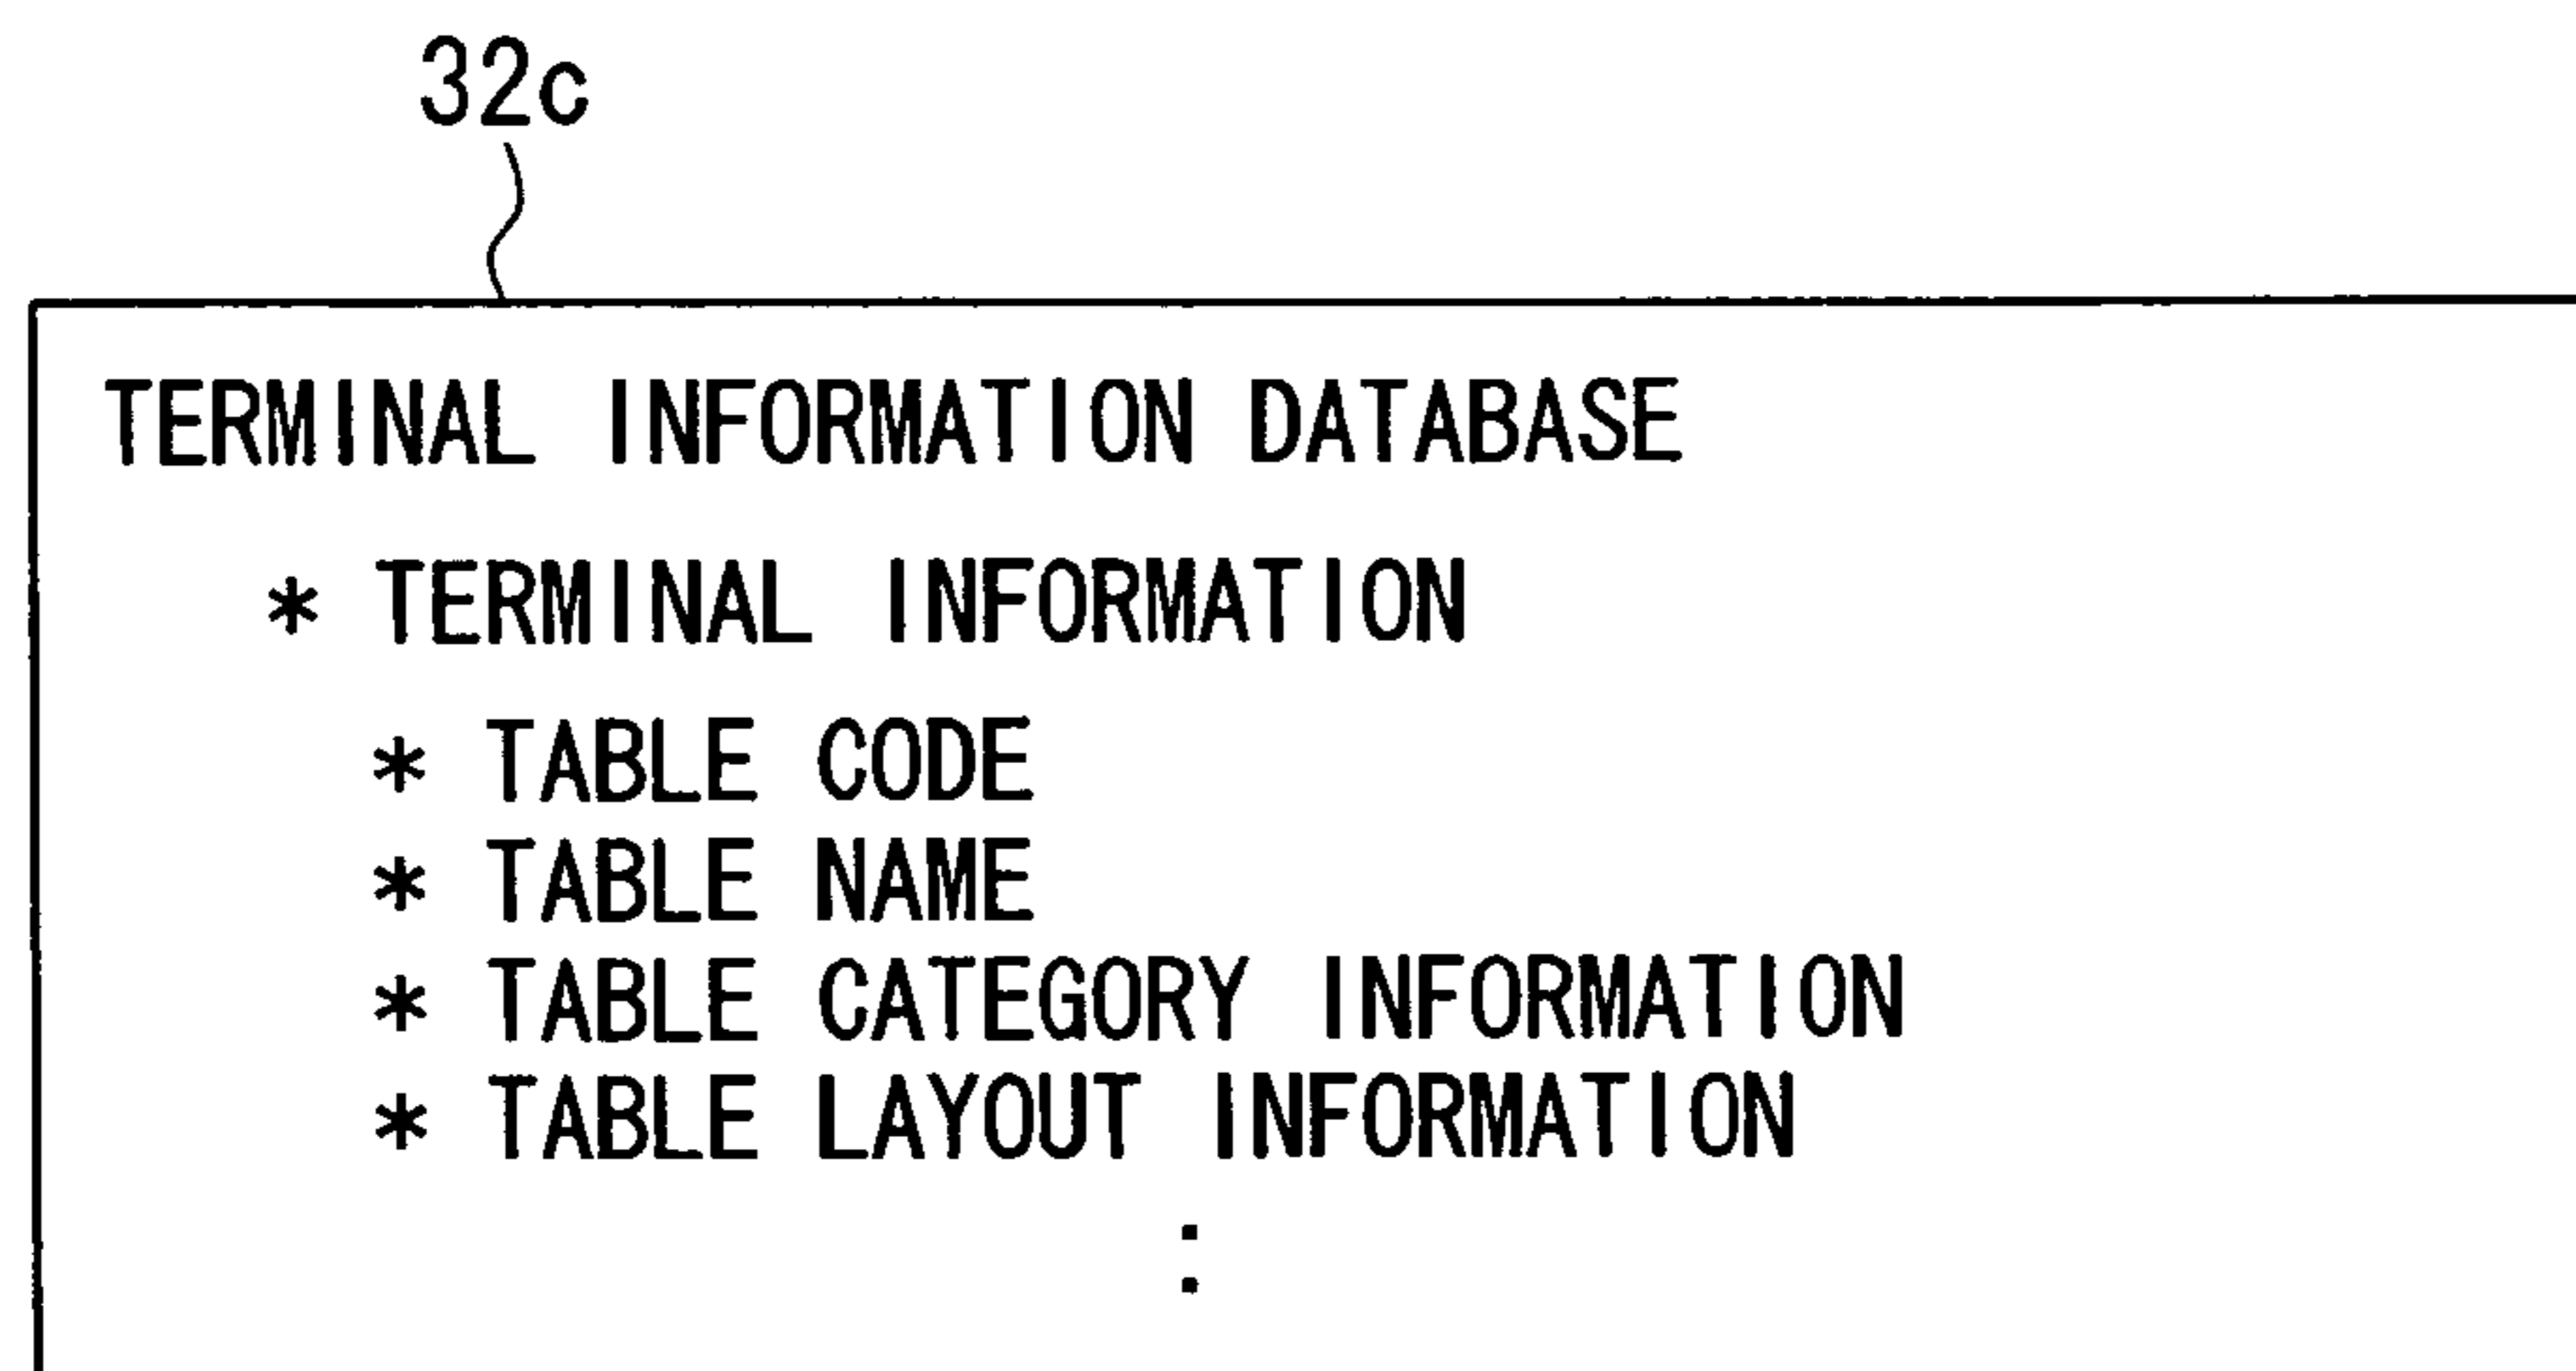 32c
TERMINAL INFORMATION DATABASE
* TERMINAL INFORMATION
* TABLE CODE
* TABLE NAME
* TABLE CATEGORY INFORMATION
* TABLE LAYOUT INFORMATION
: